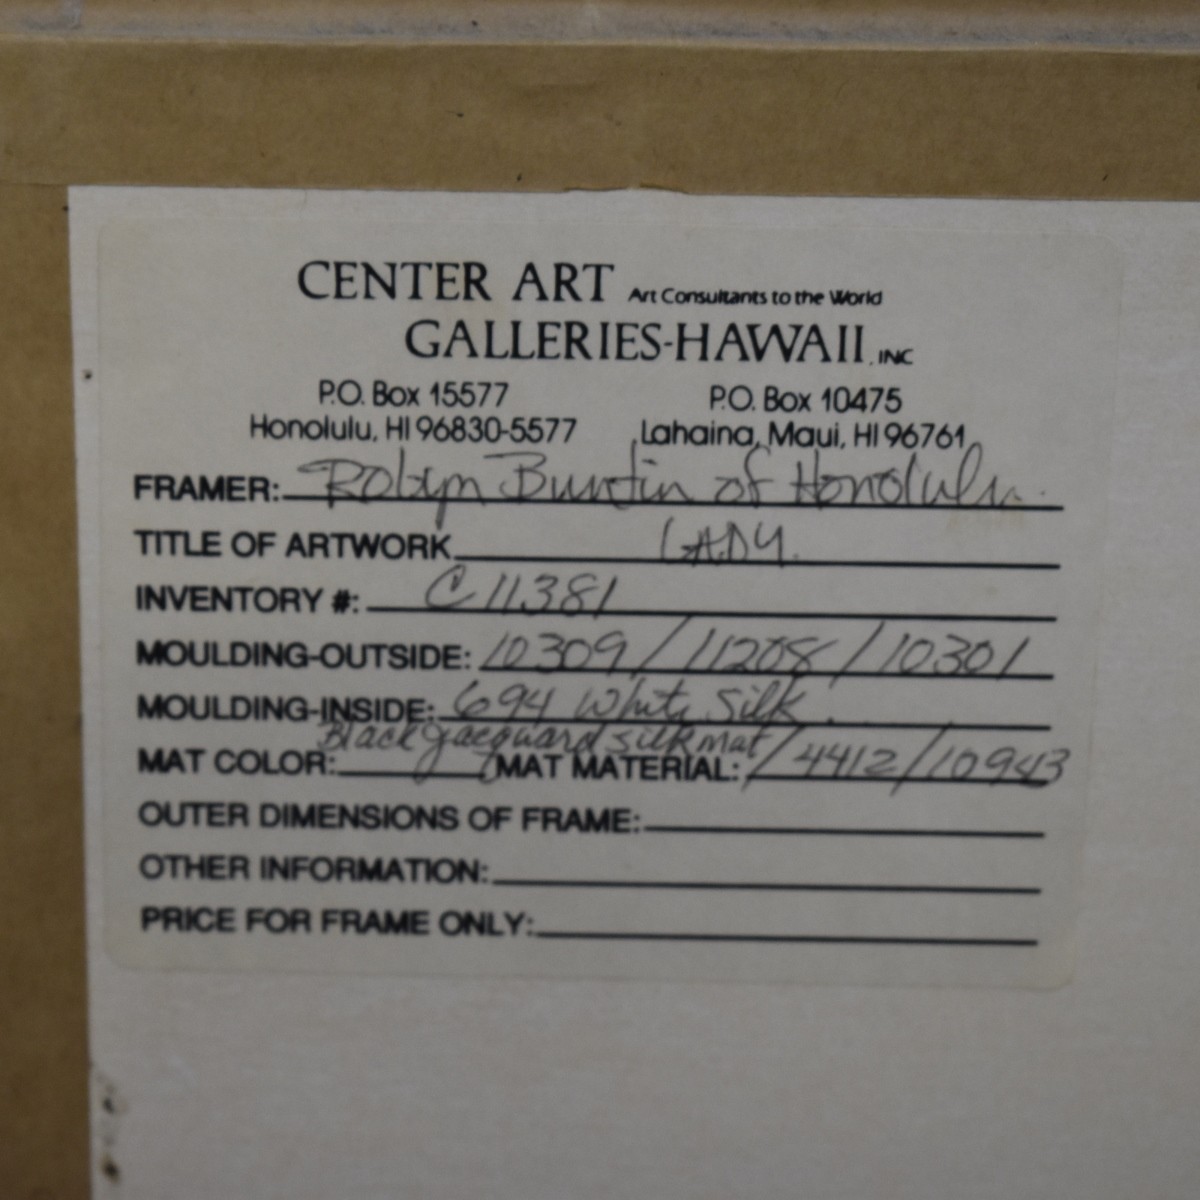 CENTER ART Art Consultants to the World
GALLERIES-HAWAII, INC
P.O. Box 15577 P.O. Box 10475
Honolulu, HI 96830-5577 Lahaina, Maui, HI 96761
FRAMER: Robyn Buntin of Honolulu.
TITLE OF ARTWORK LADY.
INVENTORY #: C11381
MOULDING-OUTSIDE: 10309/11208/10301
MOULDING-INSIDE: 694 White Silk.
Black jacquard silk mat
MAT COLOR: /MAT MATERIAL: /4412/10943
OUTER DIMENSIONS OF FRAME:
OTHER INFORMATION:
PRICE FOR FRAME ONLY: